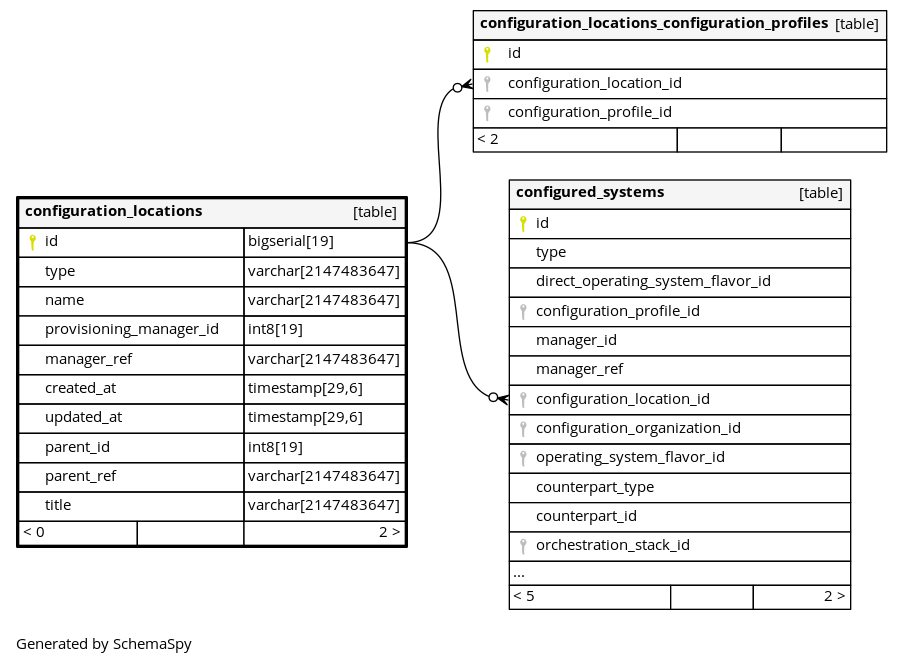 configuration_locations_configuration_profiles [table]
id
configuration_location_id
configuration_profile_id
< 2
configured_systems [table]
id
type
direct_operating_system_flavor_id
configuration_profile_id
manager_id
manager_ref
configuration_location_id
configuration_organization_id
operating_system_flavor_id
counterpart_type
counterpart_id
orchestration_stack_id
...
< 5 2 >
configuration_locations [table]
id bigserial[19]
type varchar[2147483647]
name varchar[2147483647]
provisioning_manager_id int8[19]
manager_ref varchar[2147483647]
created_at timestamp[29,6]
updated_at timestamp[29,6]
parent_id int8[19]
parent_ref varchar[2147483647]
title varchar[2147483647]
< 0 2 >
Generated by SchemaSpy